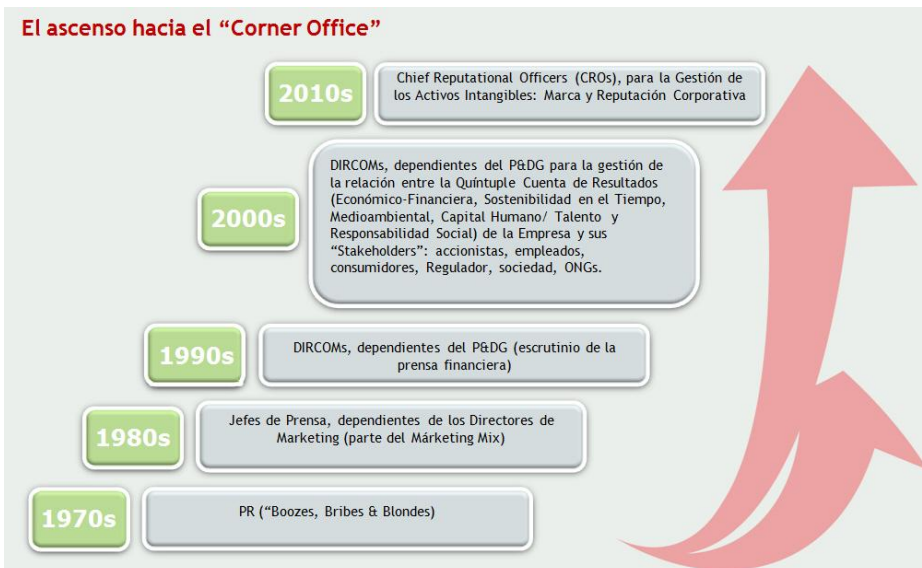 El ascenso hacia el “Corner Office”
2010s
Chief Reputational Officers (CROs), para la Gestión de
los Activos Intangibles: Marca y Reputación Corporativa
2000s
DIRCOMs, dependientes del P&DG para la gestión de
la relación entre la Quíntuple Cuenta de Resultados
(Económico-Financiera, Sostenibilidad en el Tiempo,
Medioambiental, Capital Humano/ Talento y
Responsabilidad Social) de la Empresa y sus
“Stakeholders”: accionistas, empleados,
consumidores, Regulador, sociedad, ONGs.
1990s
DIRCOMs, dependientes del P&DG (escrutinio de la
prensa financiera)
1980s
Jefes de Prensa, dependientes de los Directores de
Marketing (parte del Márketing Mix)
1970s
PR (“Boozes, Bribes & Blondes)